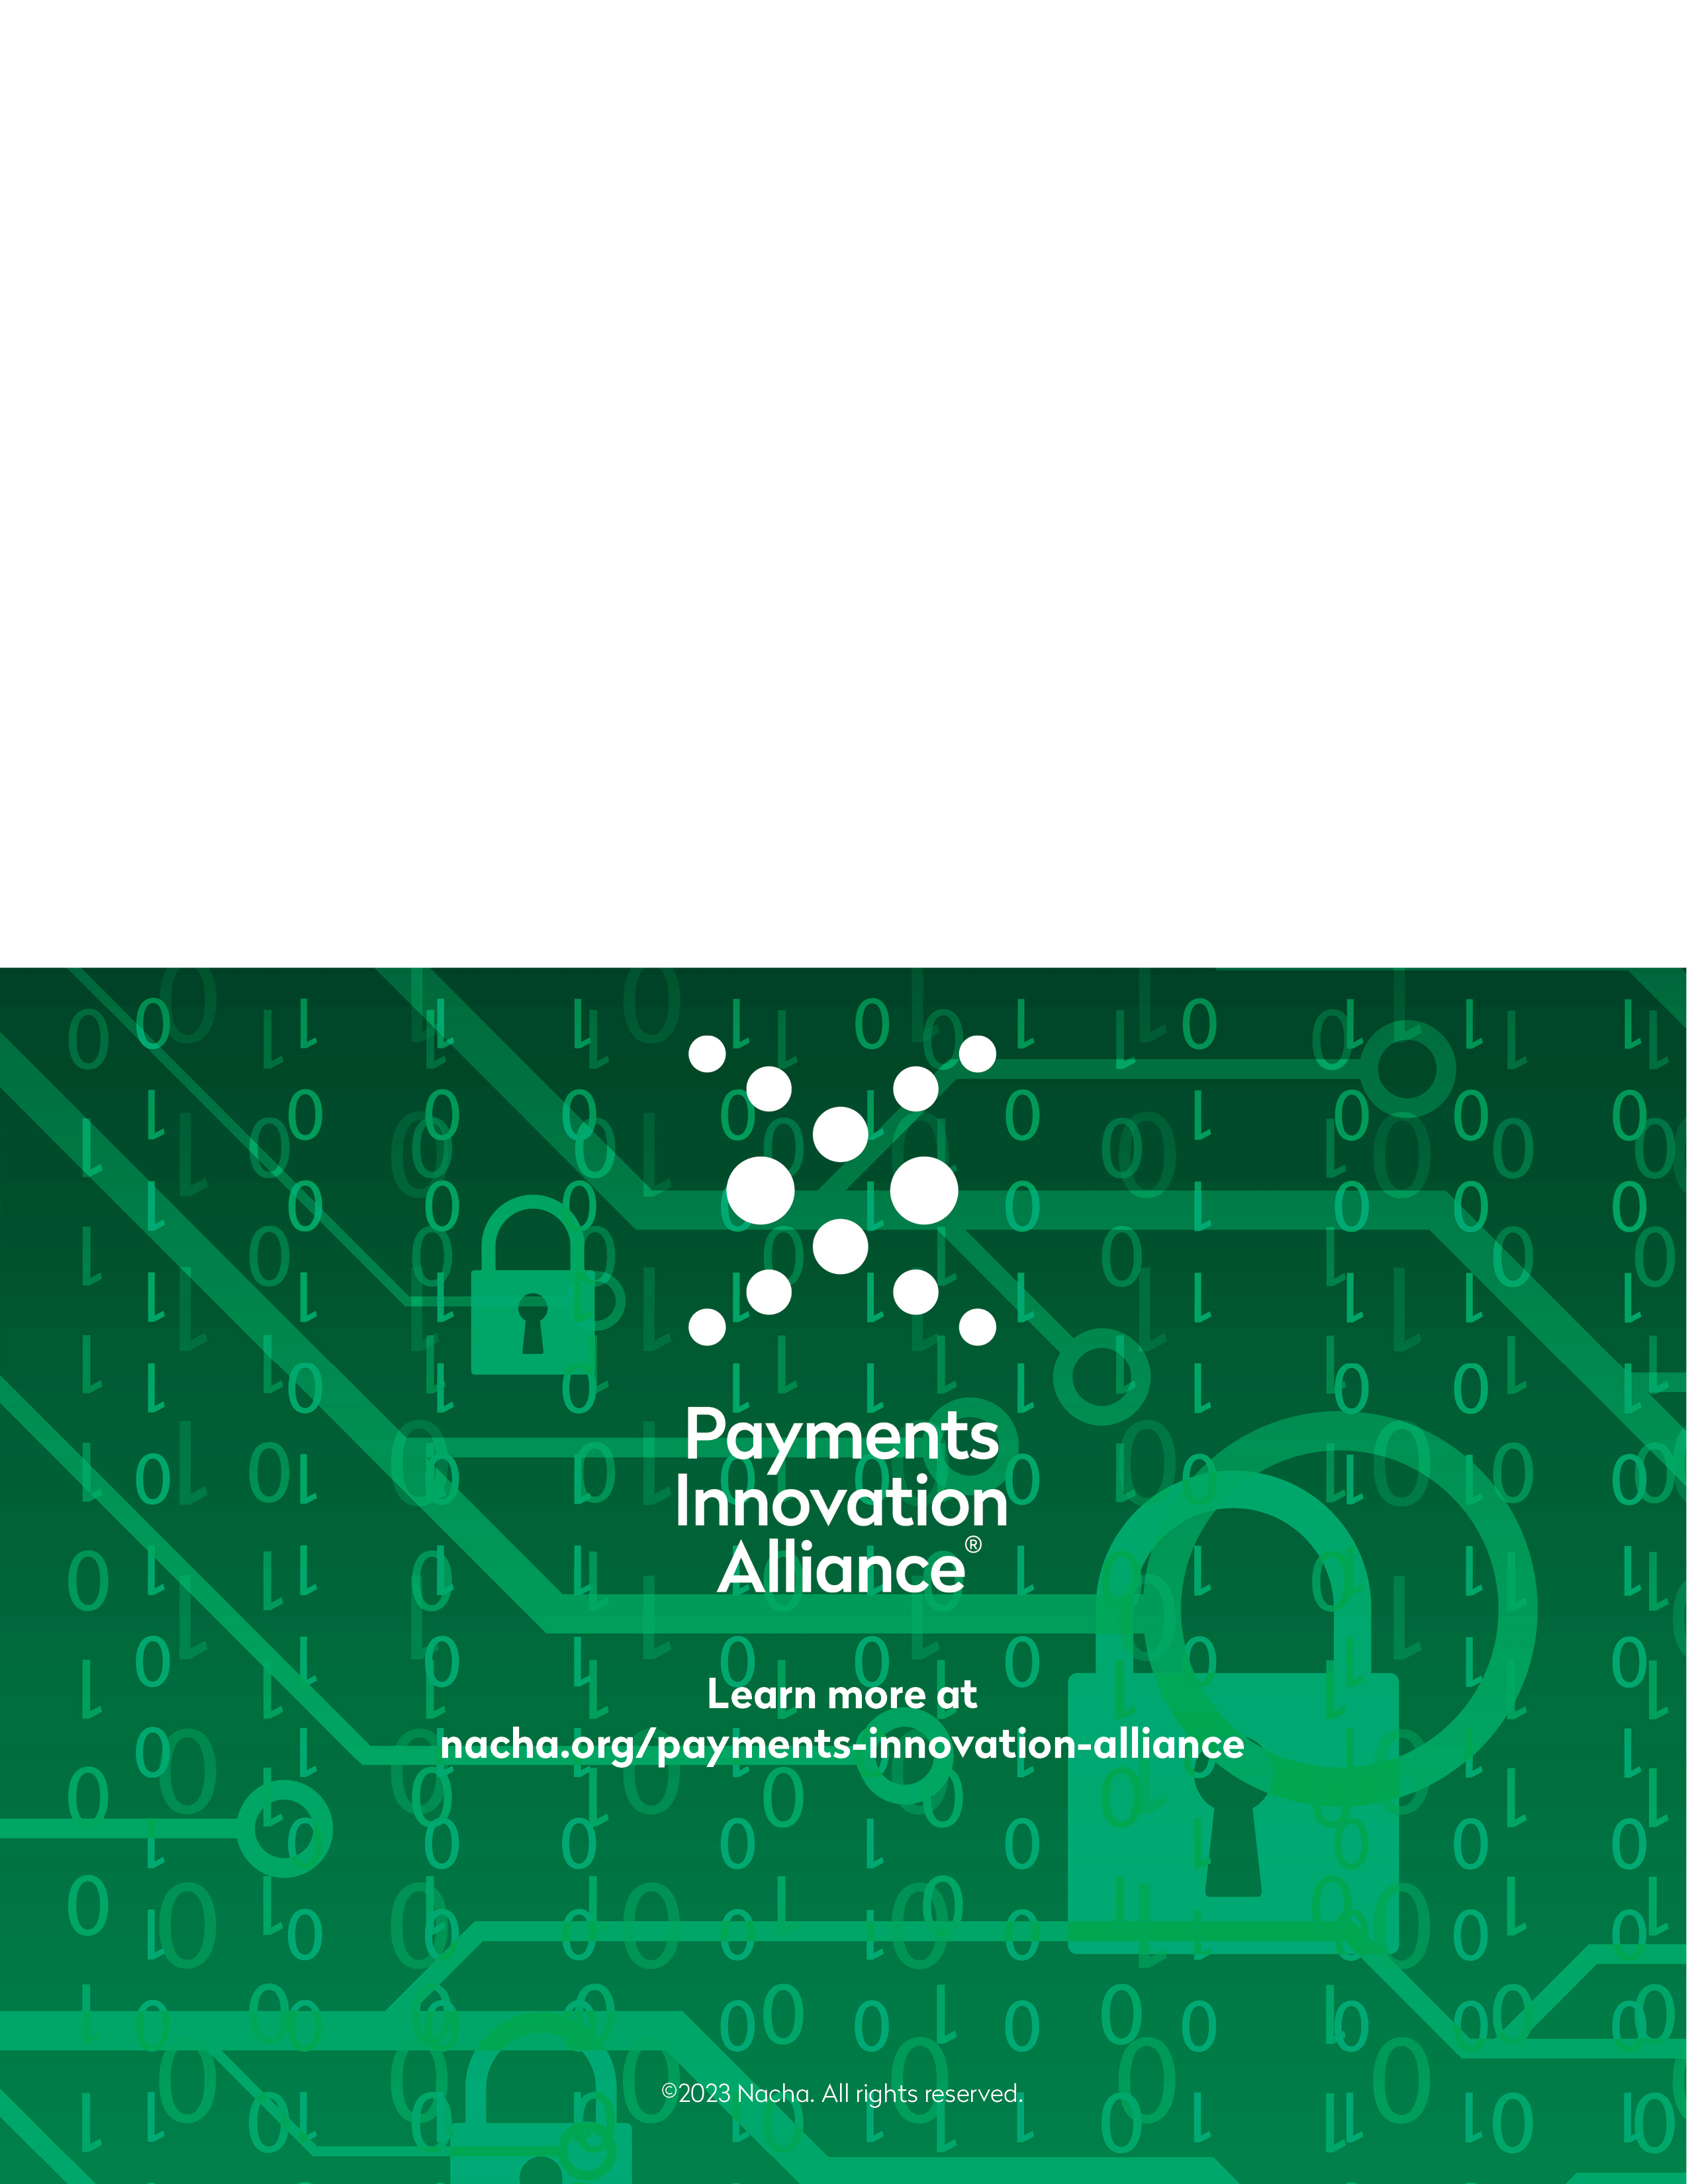 Payments
Innovation
Alliance®
Learn more at
nacha.org/payments-innovation-alliance
©2023 Nacha. All rights reserved.